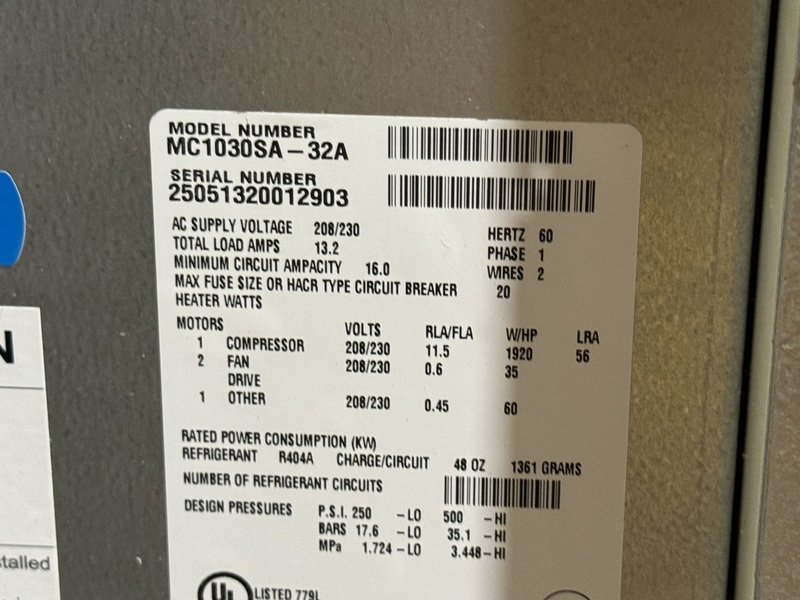 MODEL NUMBER
MC1030SA-32A
SERIAL NUMBER
25051320012903
AC SUPPLY VOLTAGE 208/230 HERTZ 60
TOTAL LOAD AMPS 13.2 PHASE 1
MINIMUM CIRCUIT AMPACITY 16.0 WIRES 2
MAX FUSE SIZE OR HACR TYPE CIRCUIT BREAKER 20
HEATER WATTS
MOTORS VOLTS RLA/FLA W/HP LRA
1 COMPRESSOR 208/230 11.5 1920 56
2 FAN 208/230 0.6 35
DRIVE
1 OTHER 208/230 0.45 60
RATED POWER CONSUMPTION (KW)
REFRIGERANT R404A CHARGE/CIRCUIT 48 OZ 1361 GRAMS
NUMBER OF REFRIGERANT CIRCUITS
DESIGN PRESSURES P.S.I. 250 -LO 500 -HI
BARS 17.6 -LO 35.1 -HI
MPa 1.724 -LO 3.448-HI
UL LISTED 779L
N
talled